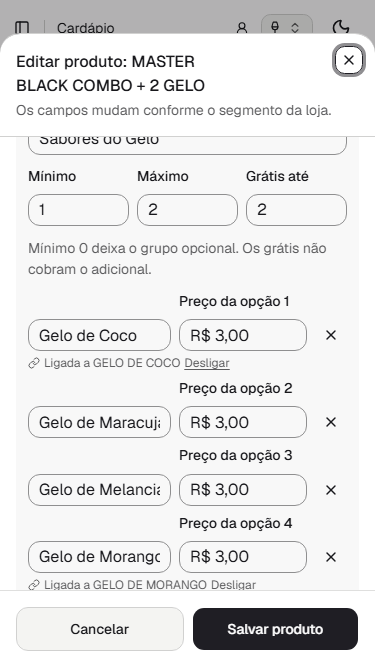 Cardápio
Editar produto: MASTER
BLACK COMBO + 2 GELO
Os campos mudam conforme o segmento da loja.
Sabores do Gelo
Mínimo
Máximo
Grátis até
1
2
2
Mínimo 0 deixa o grupo opcional. Os grátis não
cobram o adicional.
Preço da opção 1
Gelo de Coco
R$ 3,00
Ligada a GELO DE COCO Desligar
Preço da opção 2
Gelo de Maracuj
R$ 3,00
Preço da opção 3
Gelo de Melancia
R$ 3,00
Preço da opção 4
Gelo de Morango
R$ 3,00
Ligada a GELO DE MORANGO Desligar
Cancelar
Salvar produto